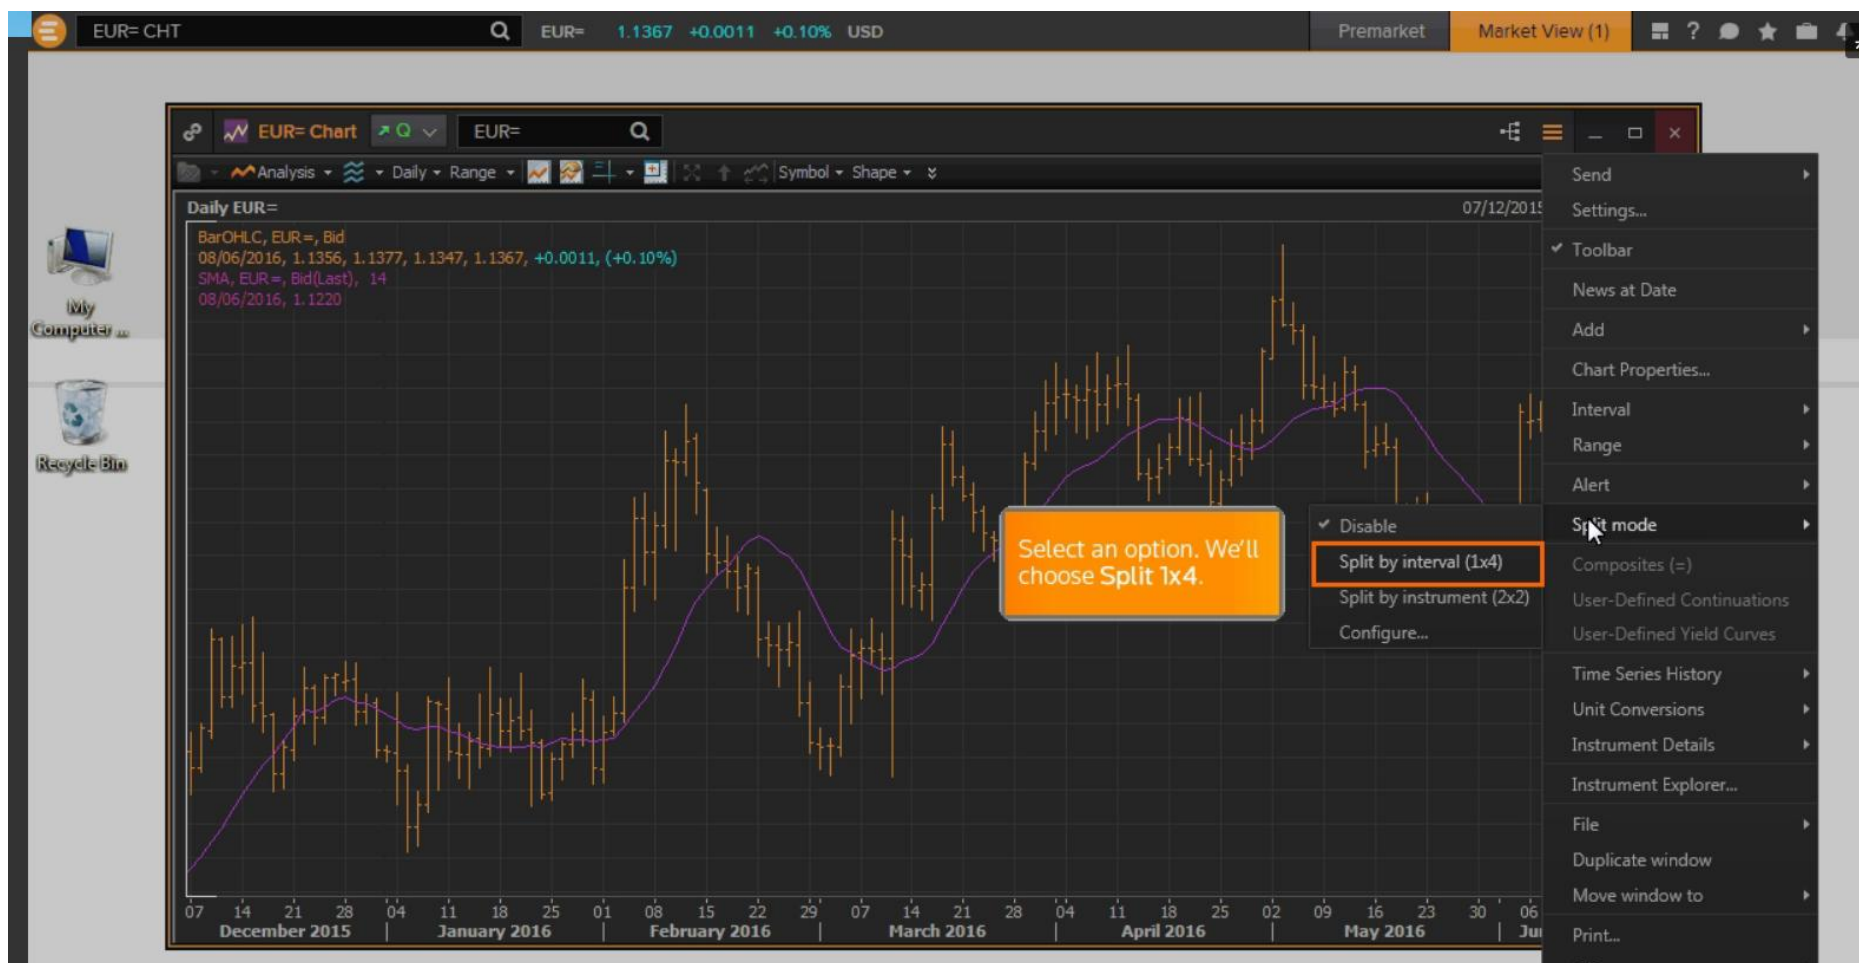 EUR= CHT
EUR= 1.1367 +0.0011 +0.10% USD
Premarket
Market View (1)
?
EUR= Chart
Q
EUR=
Analysis
Daily
Range
Symbol
Shape
Daily EUR=
07/12/2015
BarOHLC, EUR=, Bid
08/06/2016, 1.1356, 1.1377, 1.1347, 1.1367, +0.0011, (+0.10%)
SMA, EUR=, Bid(Last), 14
08/06/2016, 1.1220
My
Computer ...
Recycle Bin
Send
Settings...
Toolbar
News at Date
Add
Chart Properties...
Interval
Range
Alert
Split mode
Composites (=)
User-Defined Continuations
User-Defined Yield Curves
Time Series History
Unit Conversions
Instrument Details
Instrument Explorer...
File
Duplicate window
Move window to
Print...
Disable
Split by interval (1x4)
Split by instrument (2x2)
Configure...
Select an option. We'll
choose Split 1x4.
07 14 21 28 04 11 18 25 01 08 15 22 29 07 14 21 28 04 11 18 25 02 09 16 23 30 06
December 2015 January 2016 February 2016 March 2016 April 2016 May 2016 Ju